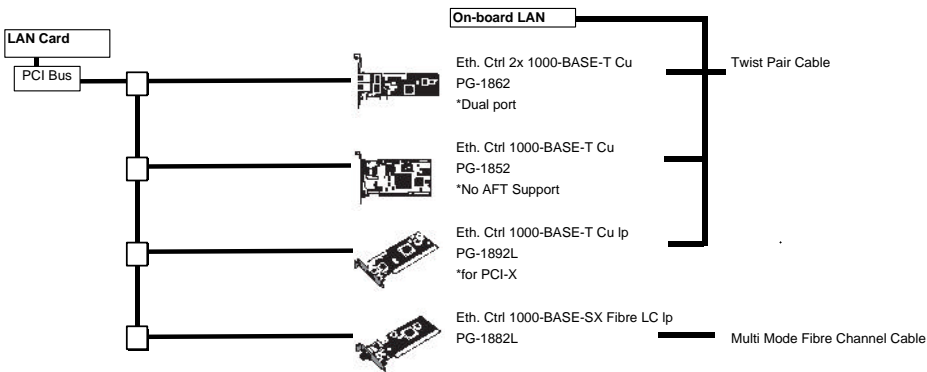 On-board LAN
LAN Card
PCI Bus
Eth. Ctrl 2x 1000-BASE-T Cu
PG-1862
*Dual port
Twist Pair Cable
Eth. Ctrl 1000-BASE-T Cu
PG-1852
*No AFT Support
Eth. Ctrl 1000-BASE-T Cu lp
PG-1892L
*for PCI-X
Eth. Ctrl 1000-BASE-SX Fibre LC lp
PG-1882L
Multi Mode Fibre Channel Cable